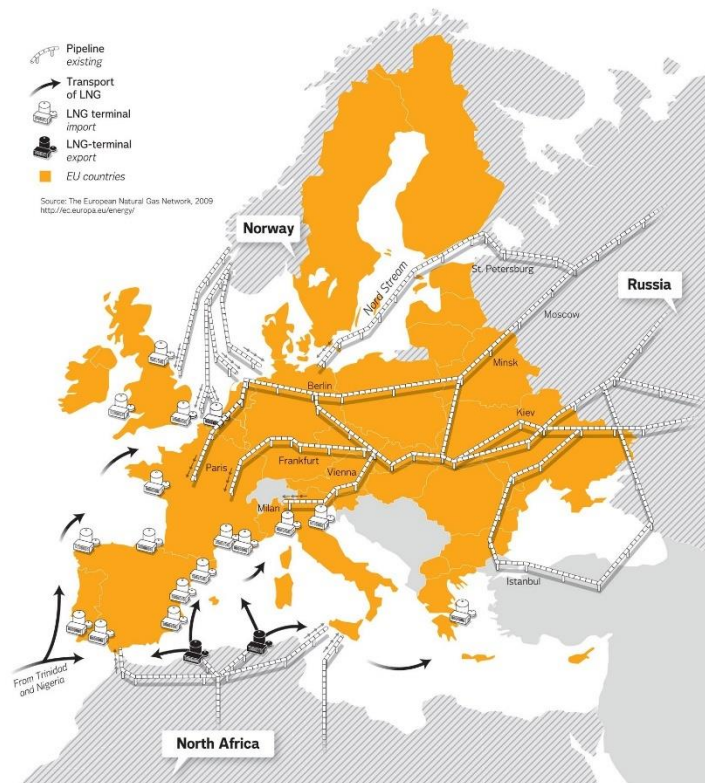 Pipeline
existing
Transport
of LNG
LNG terminal
import
LNG-terminal
export
EU countries
Source: The European Natural Gas Network, 2009
http://ec.europa.eu/energy/
Norway
St. Petersburg
Nord Stream
Russia
Moscow
Minsk
Berlin
Kiev
Paris
Frankfurt
Vienna
Milan
Istanbul
From Trinidad
and Nigeria
North Africa